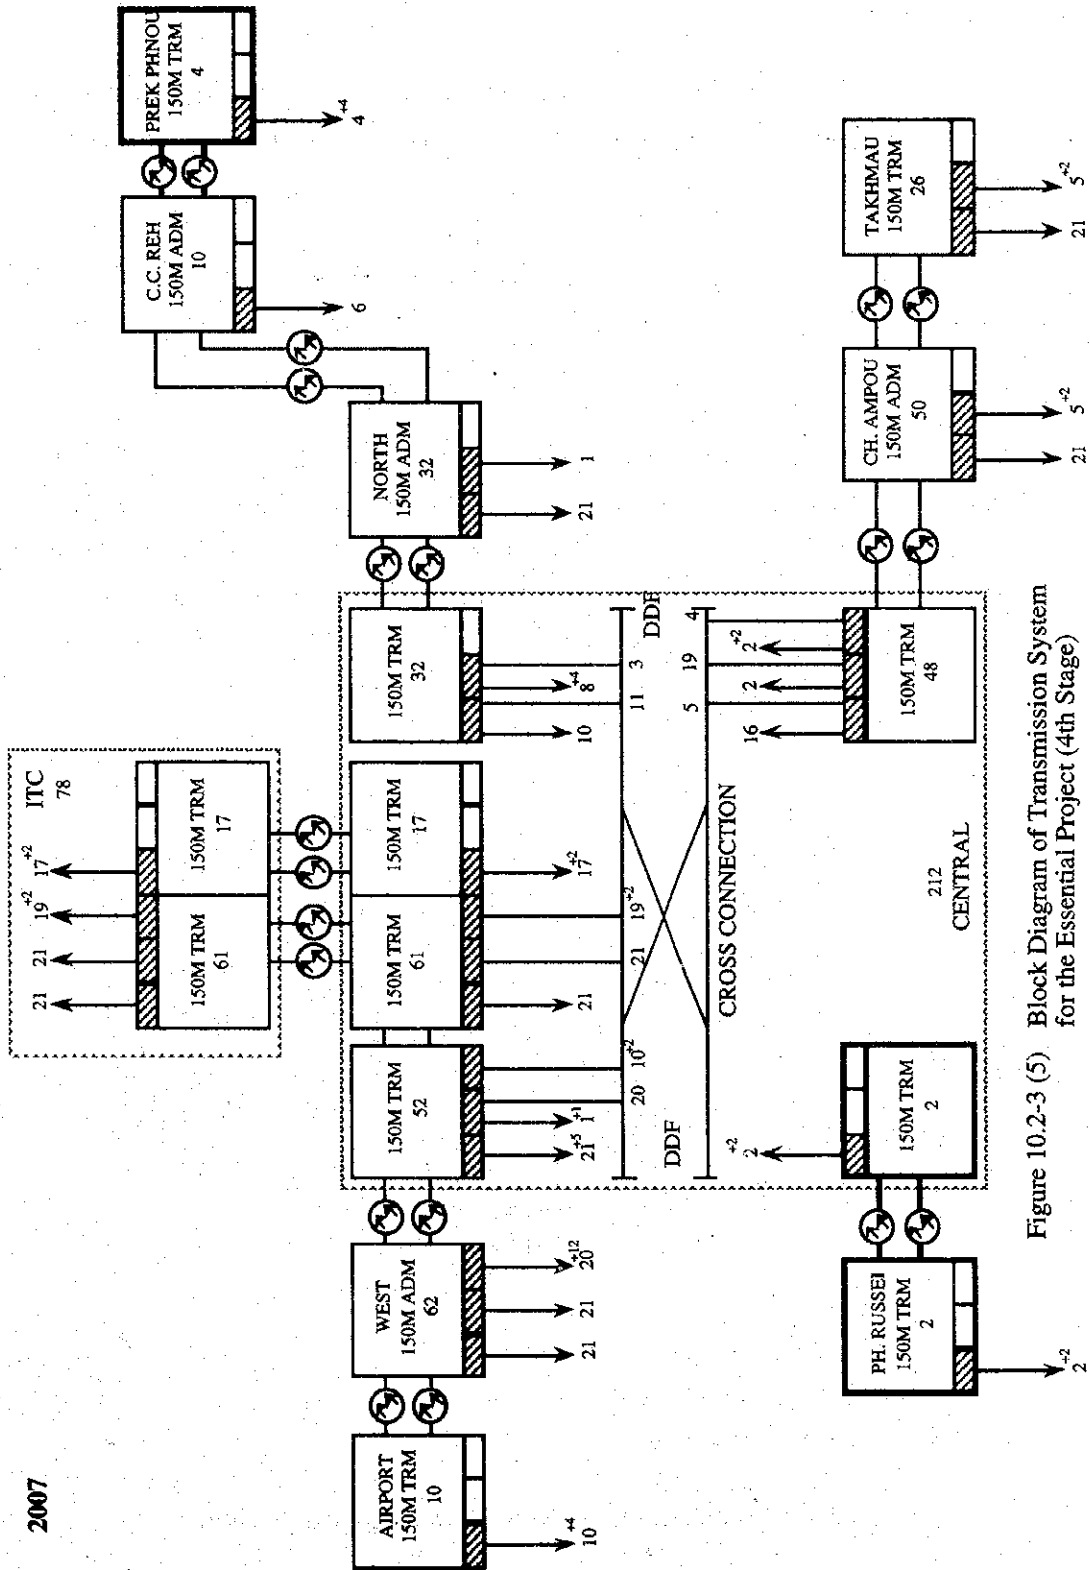 2007
ITC
78
21
21
19 +2
17 +2
150M TRM
61
150M TRM
17
AIRPORT
150M TRM
10
10 +4
WEST
150M ADM
62
21
21
20 +12
150M TRM
52
21 +5
1 +1
20
10 +2
150M TRM
61
21
21
19 +2
150M TRM
17
17 +2
150M TRM
32
10
8 +4
11
3
NORTH
150M ADM
32
21
1
C.C. REH
150M ADM
10
6
PREK PHNOU
150M TRM
4
4 +4
DDF
DDF
CROSS CONNECTION
5
19
4
PH. RUSSEI
150M TRM
2
2 +2
150M TRM
2
2 +2
212
CENTRAL
150M TRM
48
16
2
2 +2
CH. AMPOU
150M ADM
50
21
5 +2
TAKHMAU
150M TRM
26
21
5 +2
Figure 10.2-3 (5) Block Diagram of Transmission System
for the Essential Project (4th Stage)